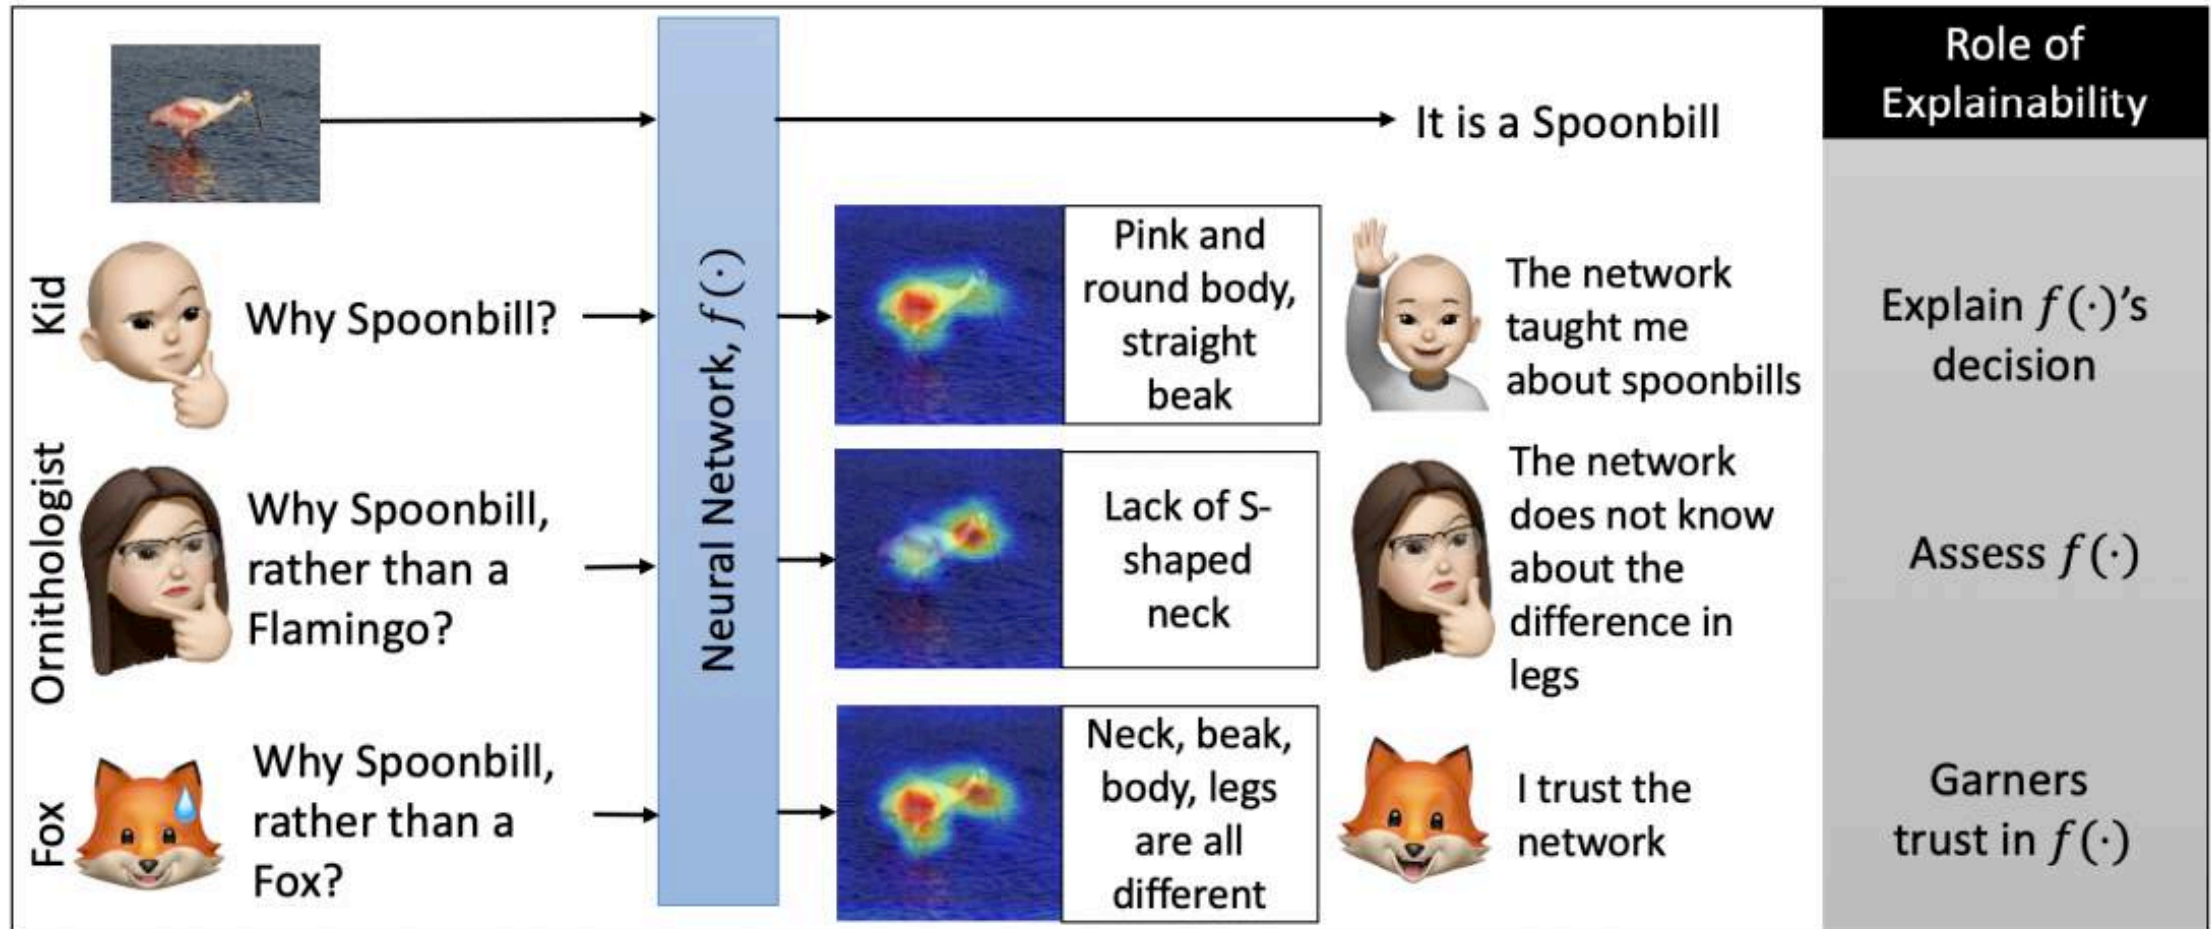 Role of
Explainability
It is a Spoonbill
Neural Network, f(·)
Kid
Why Spoonbill?
Pink and
round body,
straight
beak
The network
taught me
about spoonbills
Explain f(·)'s
decision
Ornithologist
Why Spoonbill,
rather than a
Flamingo?
Lack of S-
shaped
neck
The network
does not know
about the
difference in
legs
Assess f(·)
Fox
Why Spoonbill,
rather than a
Fox?
Neck, beak,
body, legs
are all
different
I trust the
network
Garners
trust in f(·)